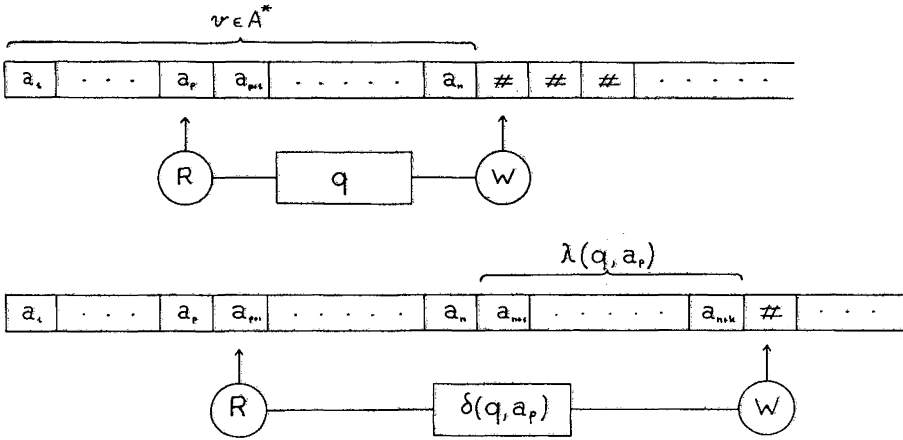 v ∈ A*
a₁ . . . aₚ aₚ₊₁ . . . . . aₙ # # # . . . . .
R q W
λ(q, aₚ)
a₁ . . . aₚ aₚ₊₁ . . . . . aₙ aₙ₊₁ . . . . . aₙ₊ₖ # . . .
R δ(q, aₚ) W